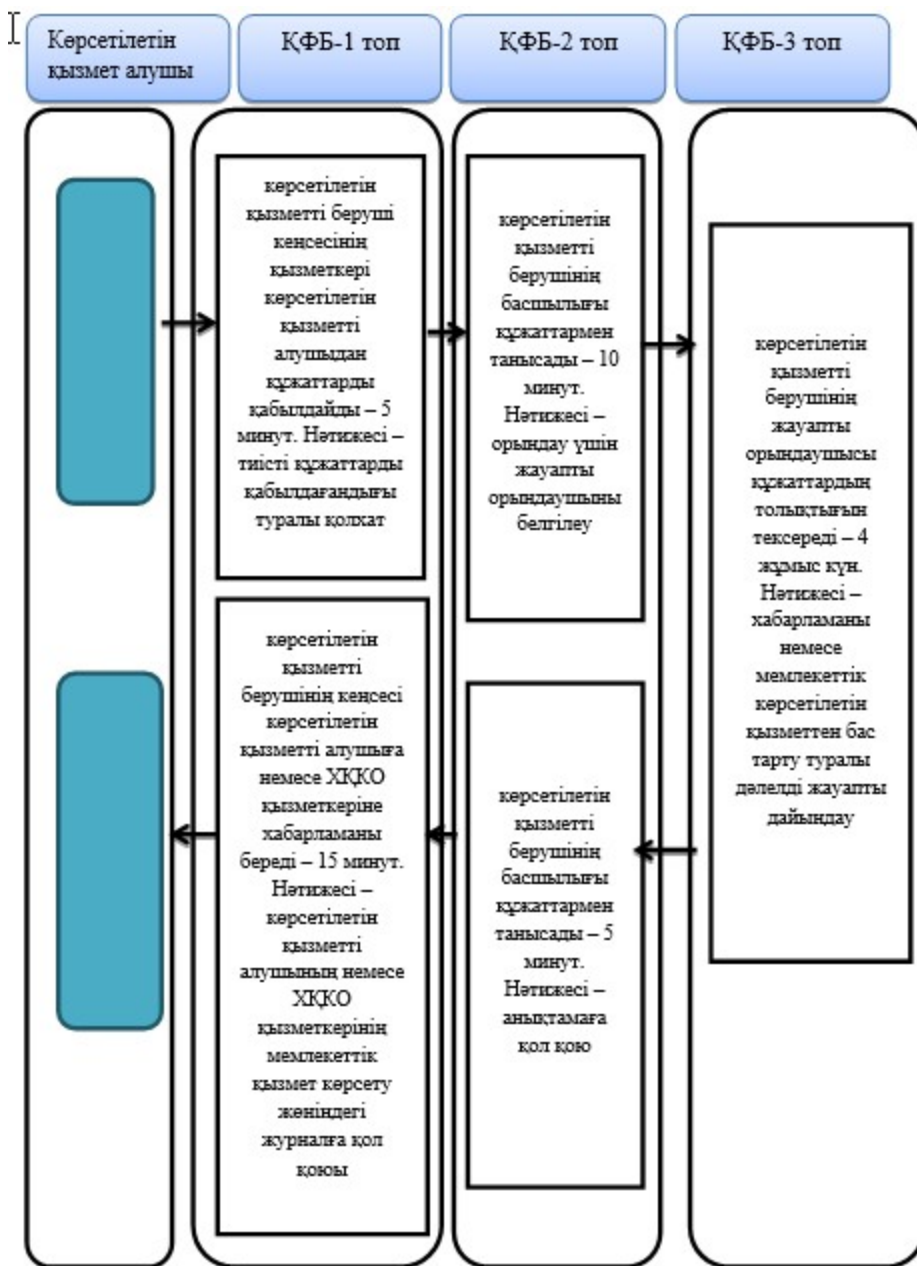 Көрсетілетін
қызмет алушы
ҚФБ-1 топ
ҚФБ-2 топ
ҚФБ-3 топ
көрсетілетін
қызметті беруші
кеңсесінің
қызметкері
көрсетілетін
қызметті
алушыдан
құжаттарды
қабылдайды – 5
минут. Нәтижесі –
тиісті құжаттарды
қабылдағандығы
туралы қолхат
көрсетілетін
қызметті
берушінің
басшылығы
құжаттармен
танысады – 10
минут.
Нәтижесі –
орындау үшін
жауапты
орындаушыны
белгілеу
көрсетілетін
қызметті
берушінің
жауапты
орындаушысы
құжаттардың
толықтығын
тексереді – 4
жұмыс күн.
Нәтижесі –
хабарламаны
немесе
мемлекеттік
көрсетілетін
қызметтен бас
тарту туралы
дәлелді жауапты
дайындау
көрсетілетін
қызметті
берушінің
басшылығы
құжаттармен
танысады – 5
минут.
Нәтижесі –
анықтамаға
қол қою
көрсетілетін
қызметті
берушінің кеңсесі
көрсетілетін
қызметті алушыға
немесе ХҚКО
қызметкеріне
хабарламаны
береді – 15 минут.
Нәтижесі –
көрсетілетін
қызметті
алушының немесе
ХҚКО
қызметкерінің
мемлекеттік
қызмет көрсету
жөніндегі
журналға қол
қоюы